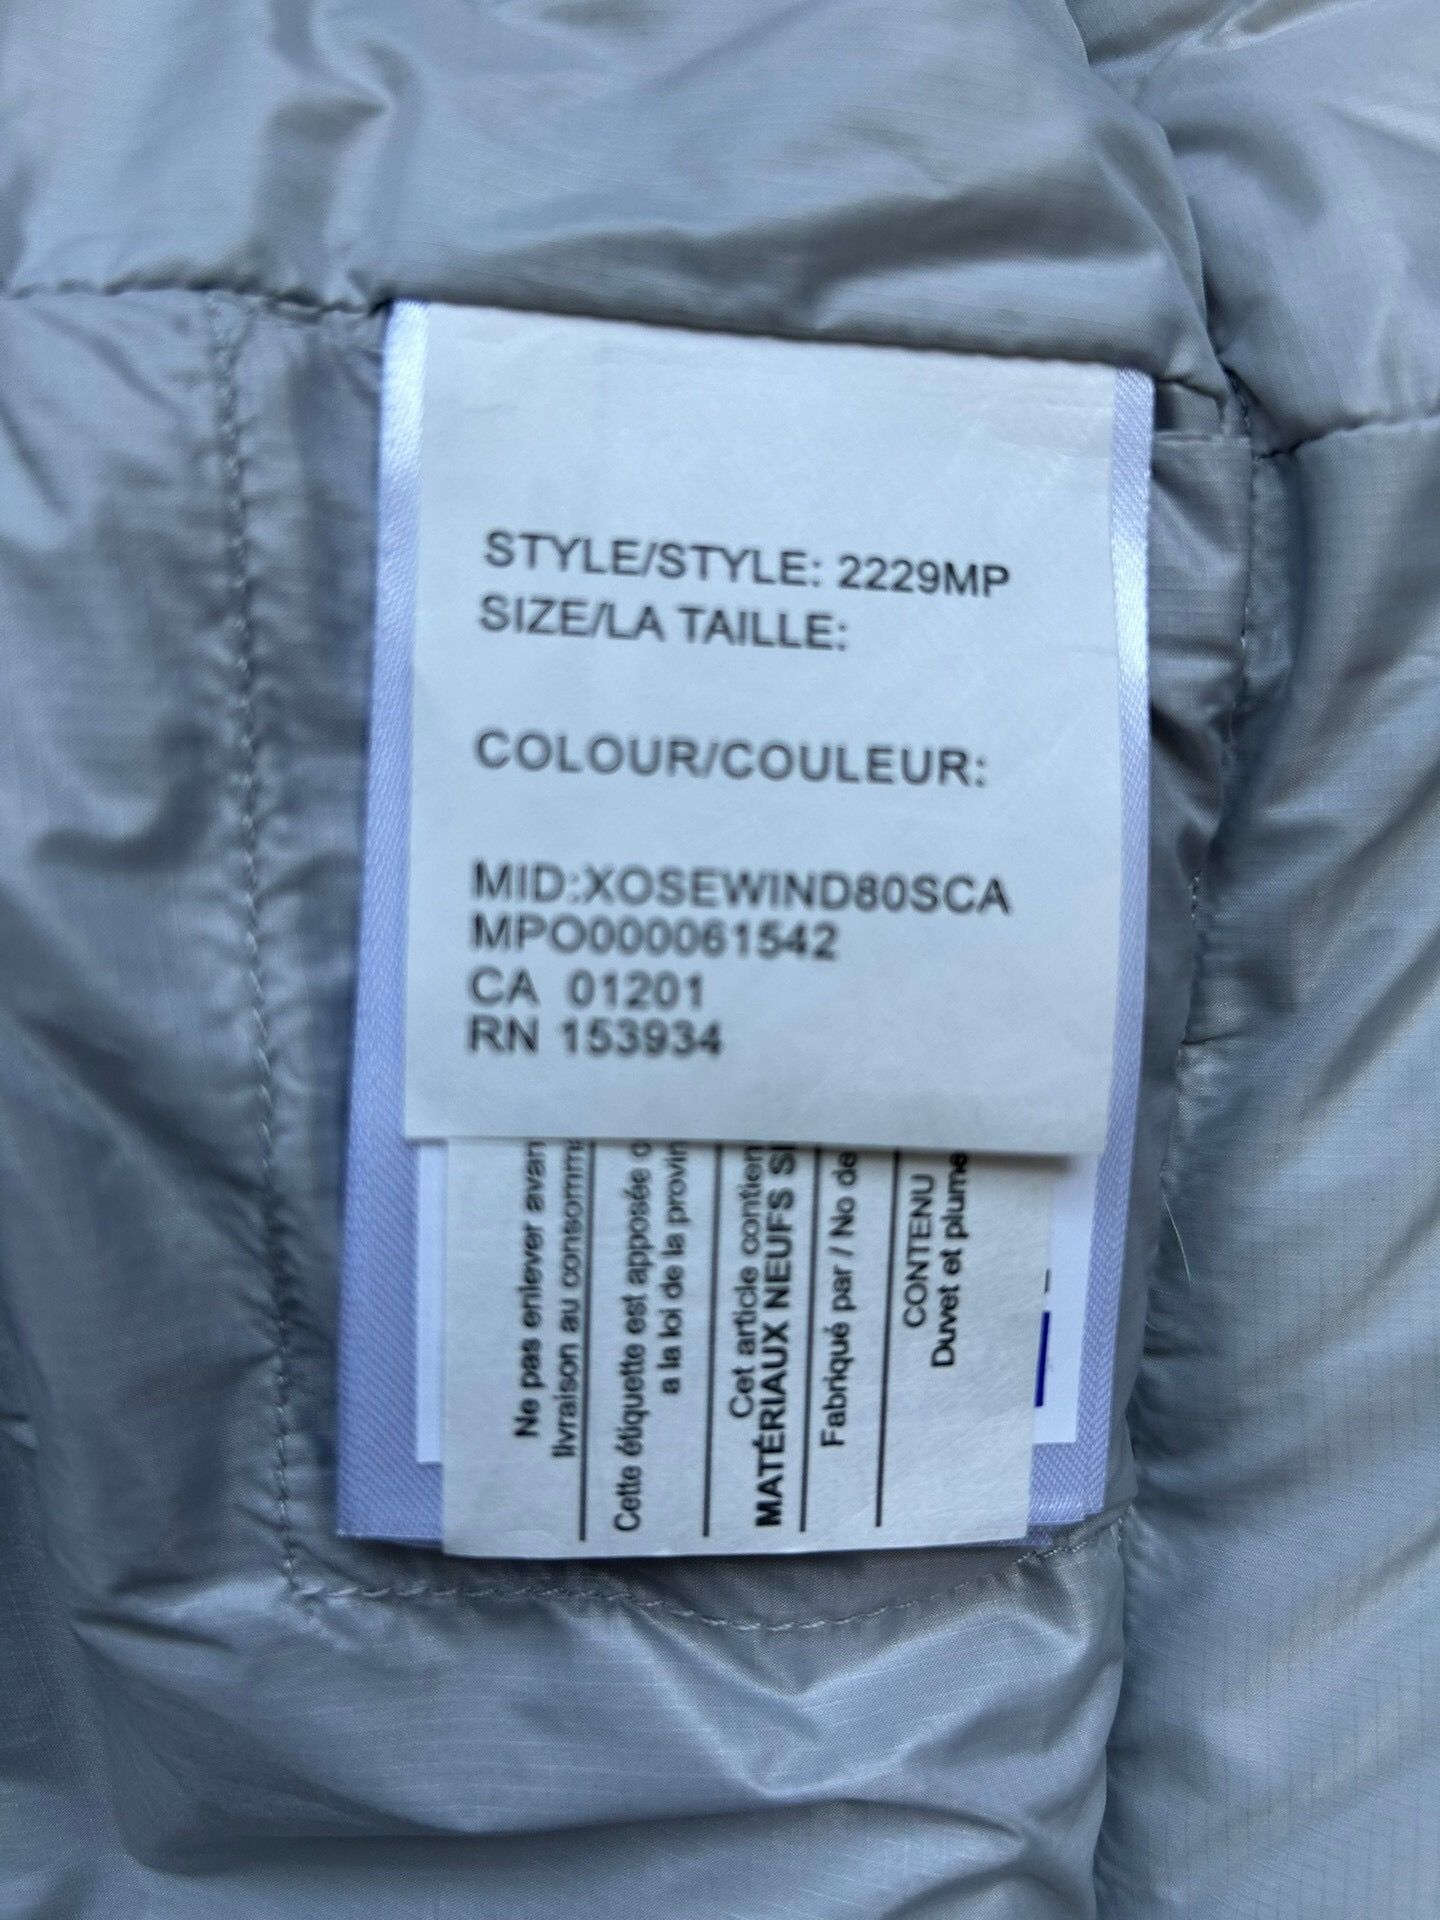 STYLE/STYLE: 2229MP
SIZE/LA TAILLE:
COLOUR/COULEUR:
MID:XOSEWIND80SCA
MPO0000061542
CA 01201
RN 153934
Ne pas enlever avan
livraison au consomma
Cette étiquette est apposée c
a la loi de la provin
Cet article contien
MATÉRIAUX NEUFS S
Fabriqué par / No de
CONTENU
Duvet et plume